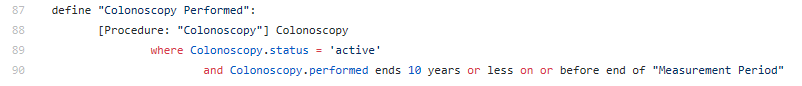 87 define "Colonoscopy Performed":
88 [Procedure: "Colonoscopy"] Colonoscopy
89 where Colonoscopy.status = 'active'
90 and Colonoscopy.performed ends 10 years or less on or before end of "Measurement Period"